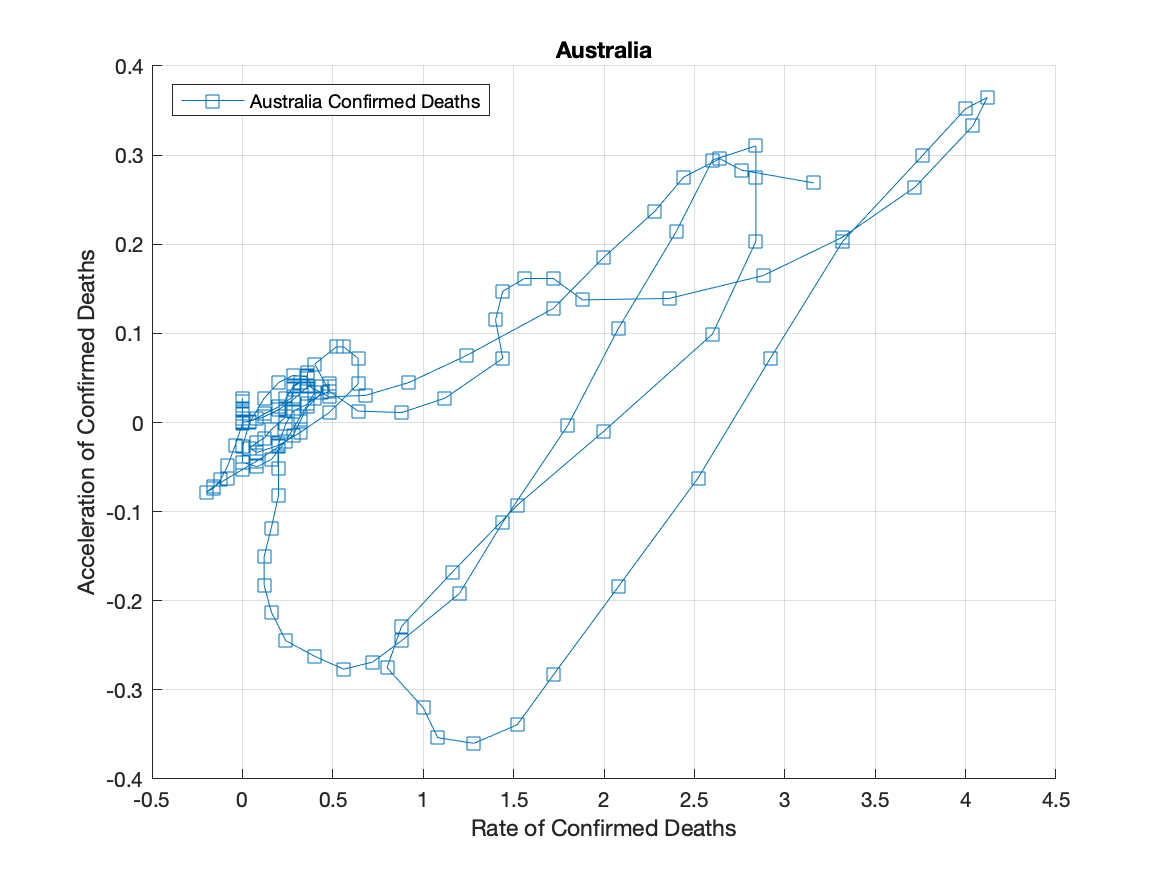 Australia
Australia Confirmed Deaths
0.4
0.3
0.2
0.1
0
-0.1
-0.2
-0.3
-0.4
Acceleration of Confirmed Deaths
-0.5 0 0.5 1 1.5 2 2.5 3 3.5 4 4.5
Rate of Confirmed Deaths